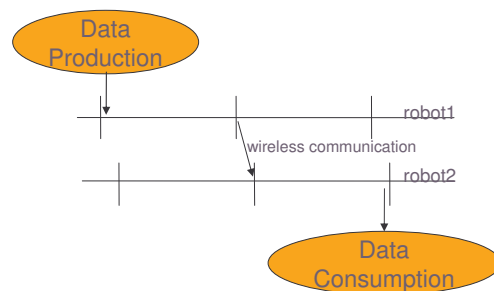 Data
Production
robot1
wireless communication
robot2
Data
Consumption